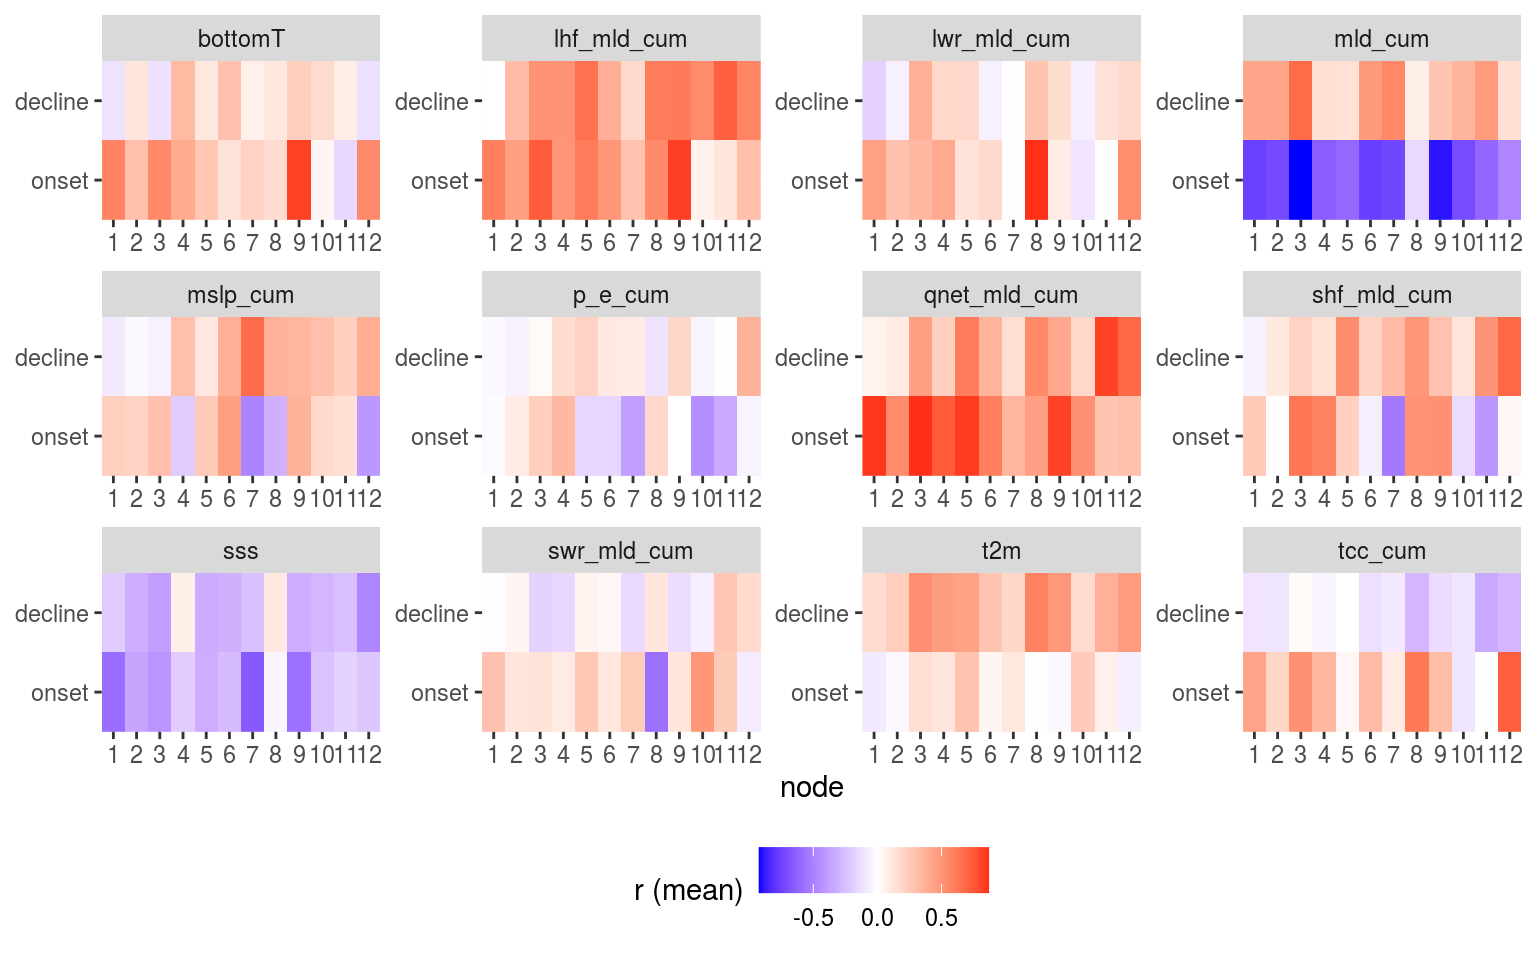 bottomT lhf_mld_cum lwr_mld_cum mld_cum
decline decline decline decline
onset onset onset onset
1 2 3 4 5 6 7 8 9 10 11 12 1 2 3 4 5 6 7 8 9 10 11 12 1 2 3 4 5 6 7 8 9 10 11 12 1 2 3 4 5 6 7 8 9 10 11 12
mslp_cum p_e_cum qnet_mld_cum shf_mld_cum
decline decline decline decline
onset onset onset onset
1 2 3 4 5 6 7 8 9 10 11 12 1 2 3 4 5 6 7 8 9 10 11 12 1 2 3 4 5 6 7 8 9 10 11 12 1 2 3 4 5 6 7 8 9 10 11 12
sss swr_mld_cum t2m tcc_cum
decline decline decline decline
onset onset onset onset
1 2 3 4 5 6 7 8 9 10 11 12 1 2 3 4 5 6 7 8 9 10 11 12 1 2 3 4 5 6 7 8 9 10 11 12 1 2 3 4 5 6 7 8 9 10 11 12
node
r (mean)
-0.5 0.0 0.5